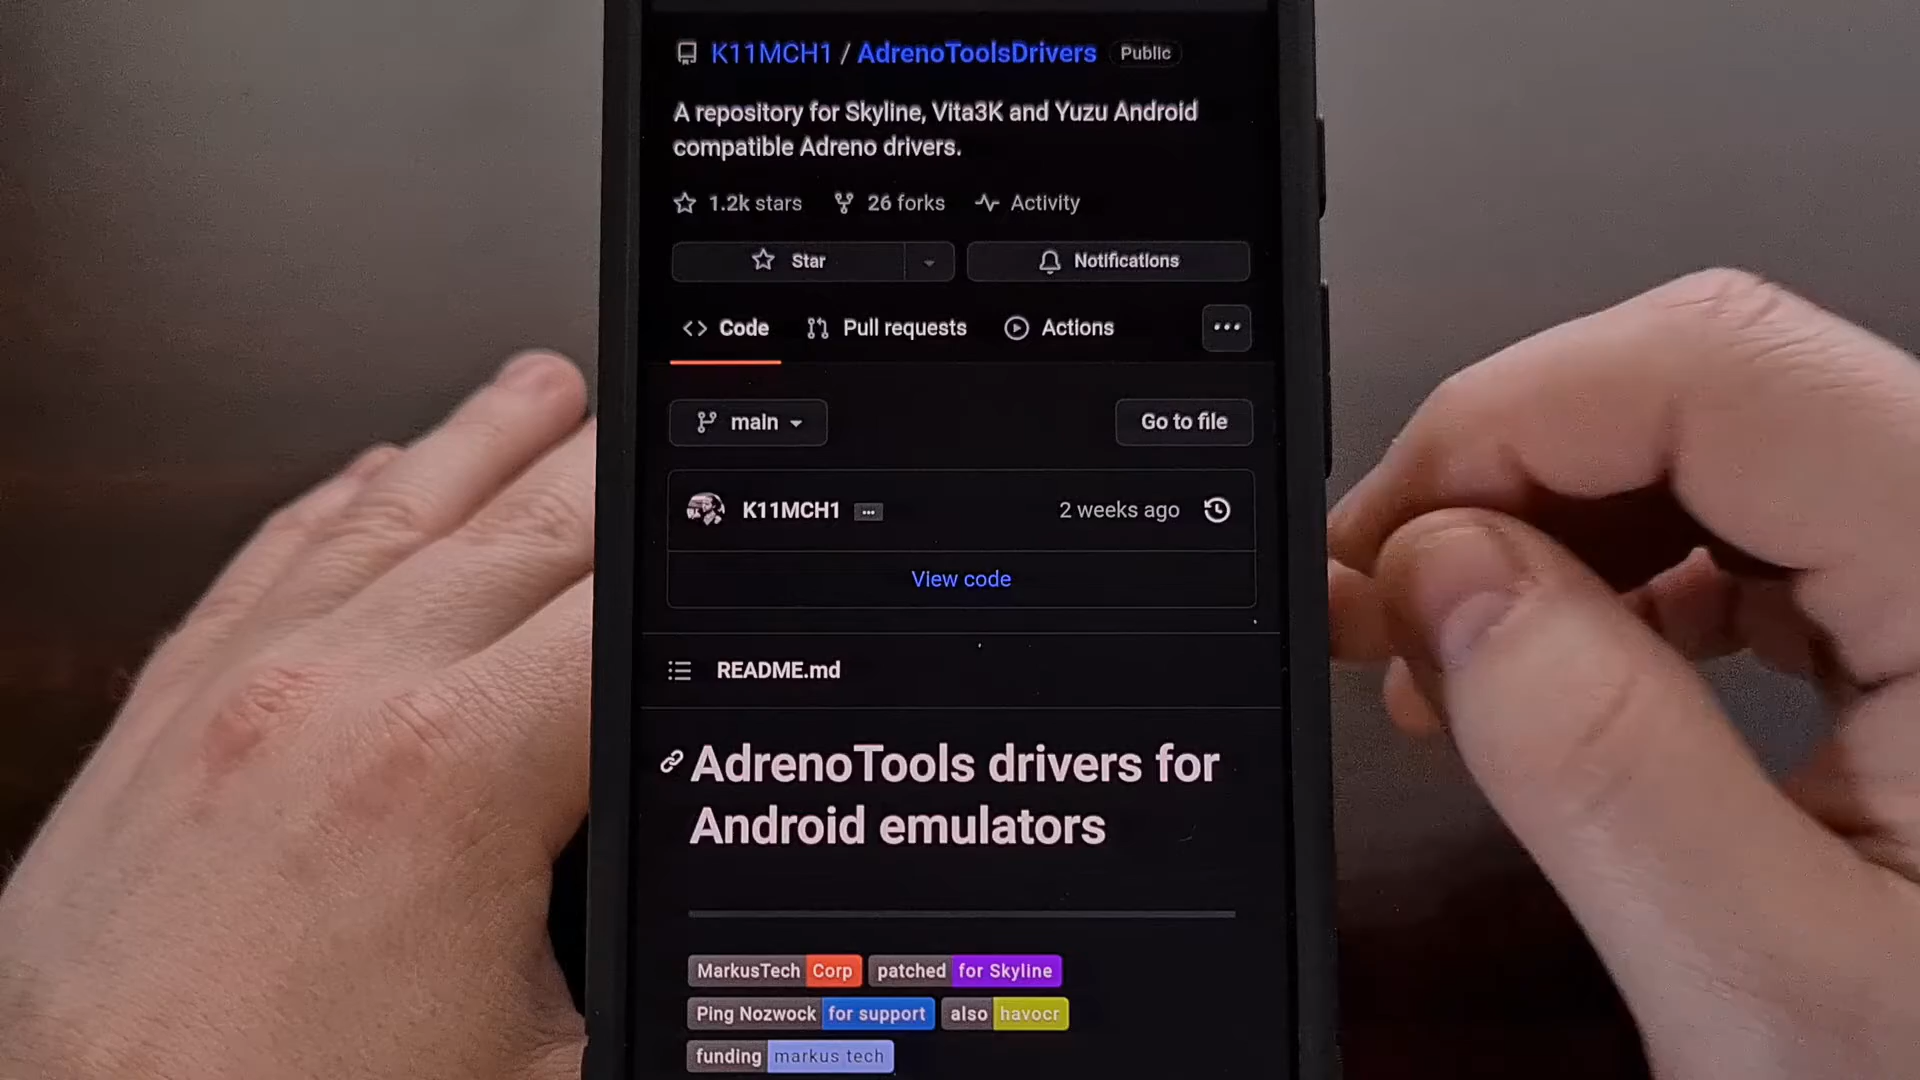 K11MCH1 / AdrenoToolsDrivers Public
A repository for Skyline, Vita3K and Yuzu Android
compatible Adreno drivers.
1.2k stars 26 forks Activity
Star Notifications
Code Pull requests Actions
main Go to file
K11MCH1 2 weeks ago
View code
README.md
AdrenoTools drivers for
Android emulators
MarkusTech Corp patched for Skyline
Ping Nozwock for support also havocr
funding markus tech